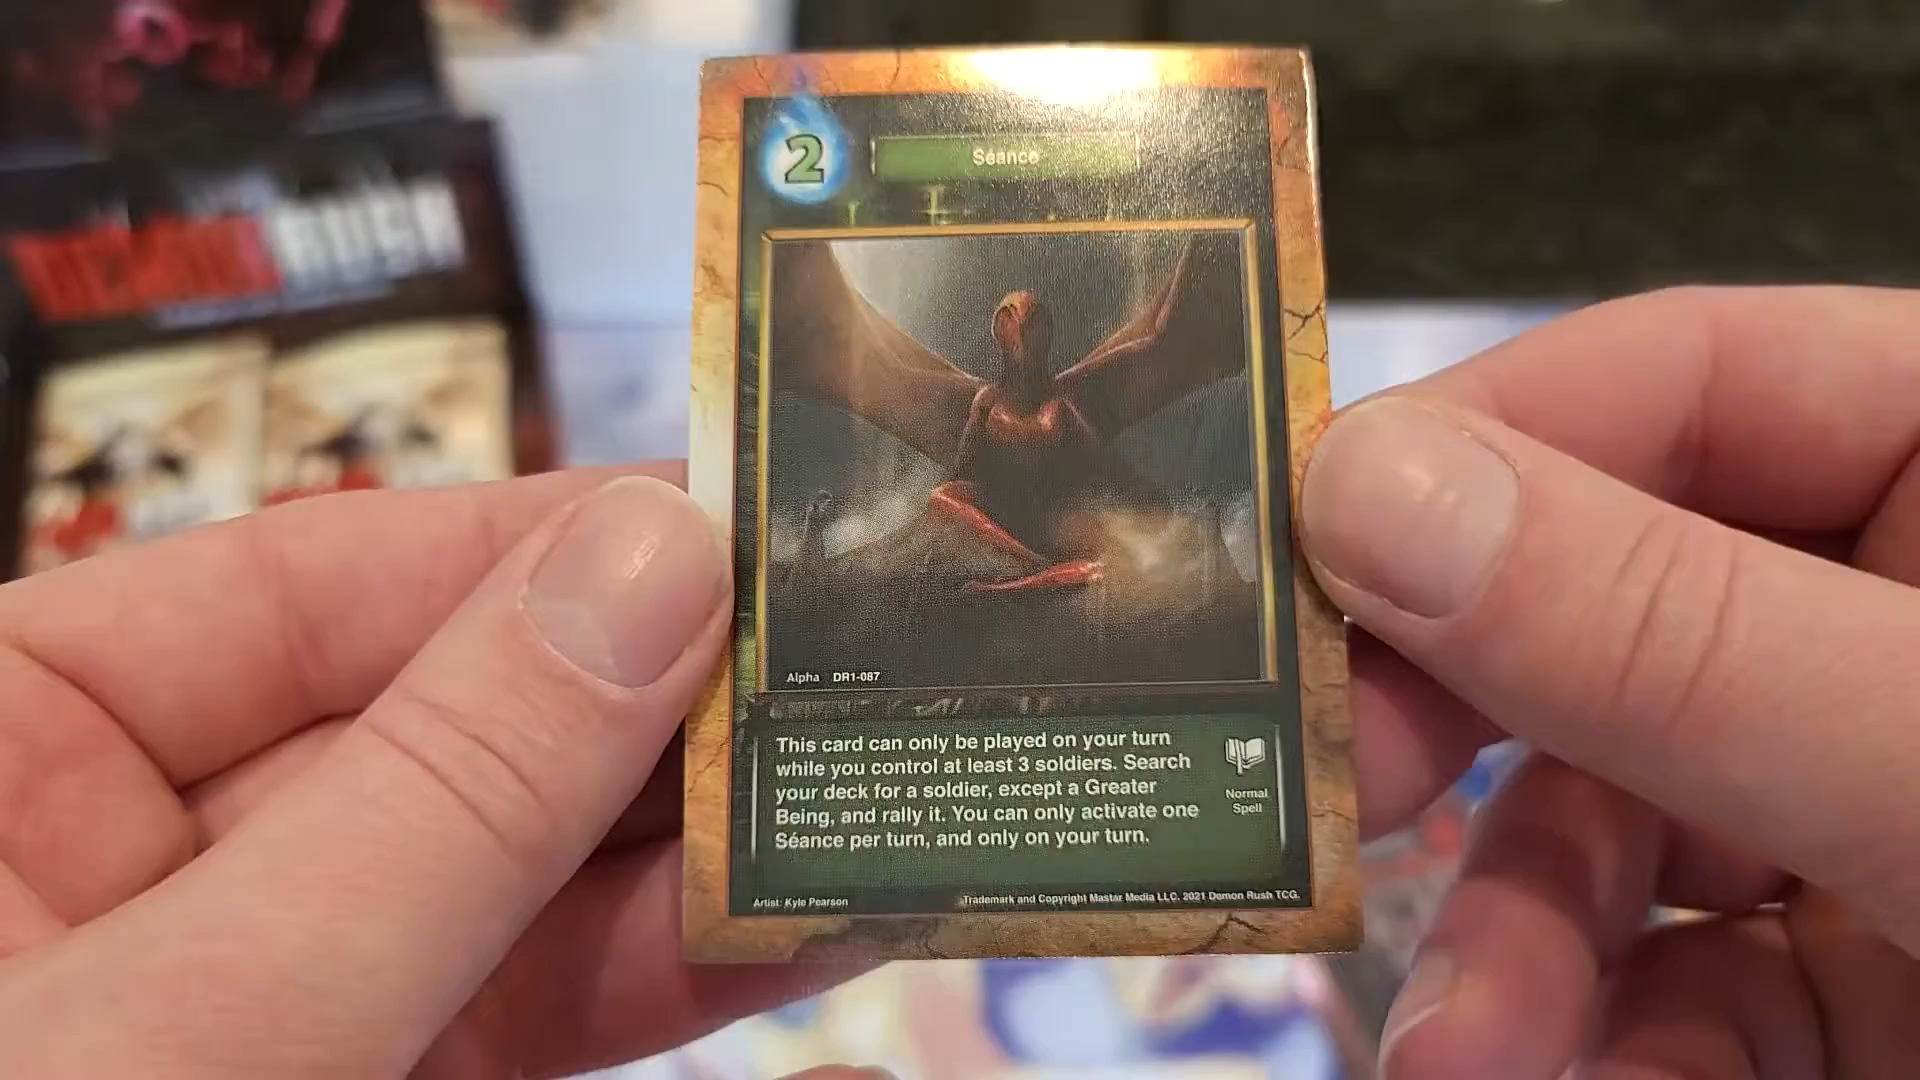 DEMON RUSH
2
Séance
Alpha DR1-087
This card can only be played on your turn
while you control at least 3 soldiers. Search
your deck for a soldier, except a Greater
Being, and rally it. You can only activate one
Séance per turn, and only on your turn.
Normal
Spell
Artist: Kyle Pearson
Trademark and Copyright Mastar Media LLC. 2021 Demon Rush TCG.